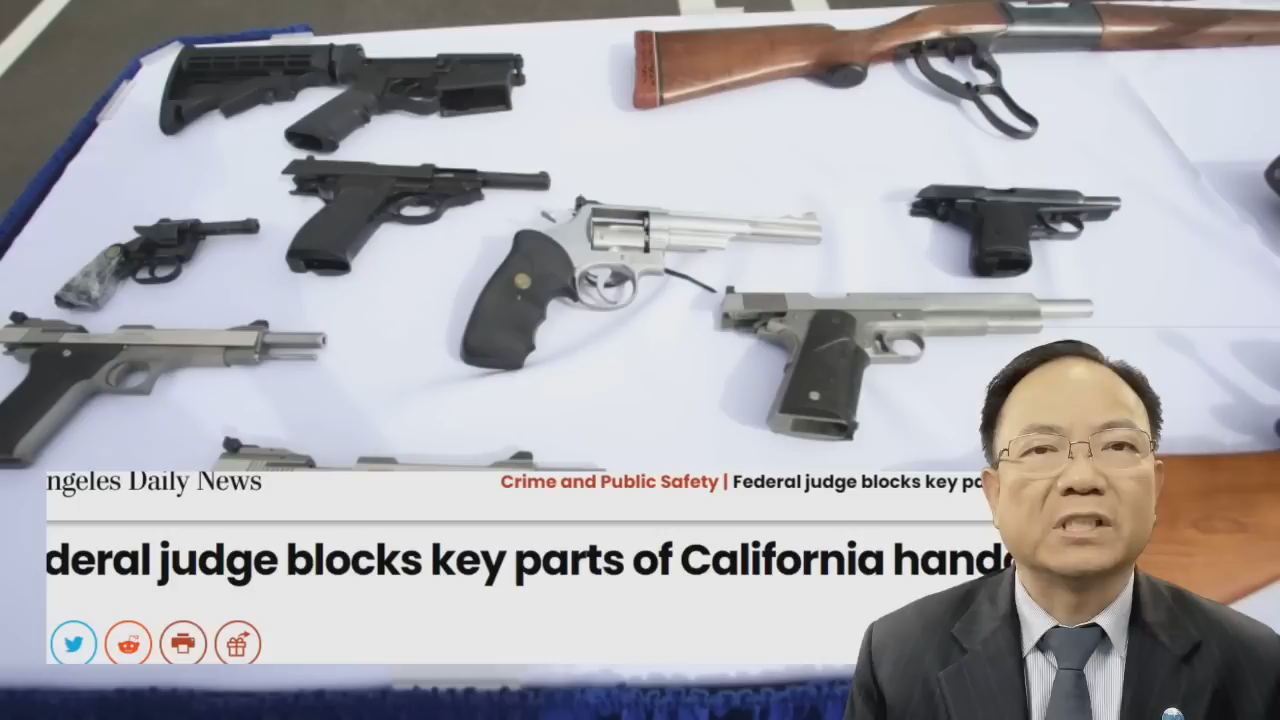 ngeles Daily News
Crime and Public Safety | Federal judge blocks key pa
deral judge blocks key parts of California hand